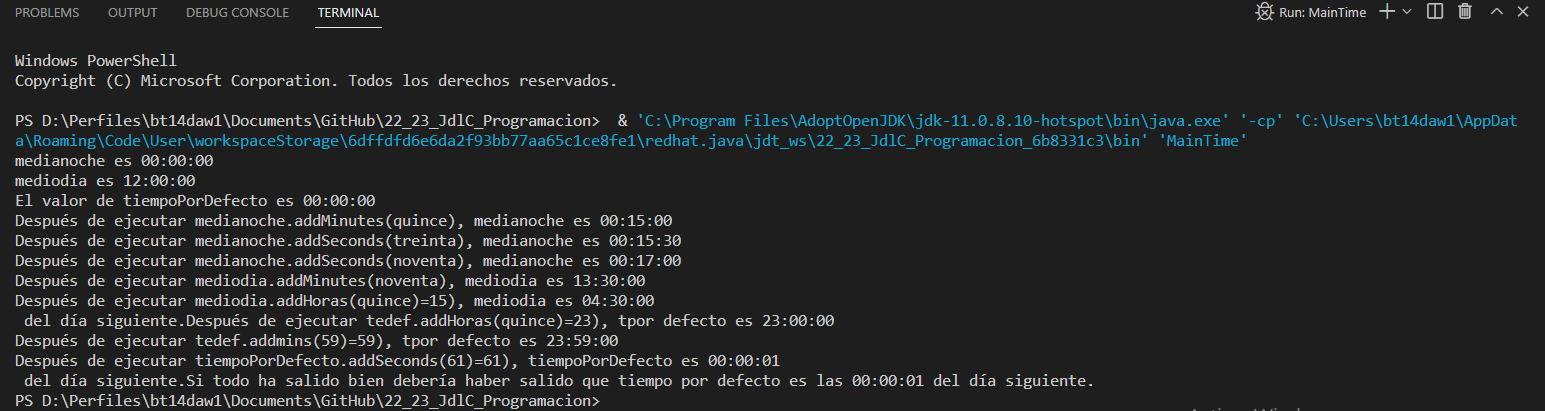 PROBLEMS OUTPUT DEBUG CONSOLE TERMINAL Run: MainTime
Windows PowerShell
Copyright (C) Microsoft Corporation. Todos los derechos reservados.
PS D:\Perfiles\bt14daw1\Documents\GitHub\22_23_JdlC_Programacion>  & 'C:\Program Files\AdoptOpenJDK\jdk-11.0.8.10-hotspot\bin\java.exe' '-cp' 'C:\Users\bt14daw1\AppDat
a\Roaming\Code\User\workspaceStorage\6dffdfd6e6da2f93bb77aa65c1ce8fe1\redhat.java\jdt_ws\22_23_JdlC_Programacion_6b8331c3\bin' 'MainTime'
medianoche es 00:00:00
mediodia es 12:00:00
El valor de tiempoPorDefecto es 00:00:00
Después de ejecutar medianoche.addMinutes(quince), medianoche es 00:15:00
Después de ejecutar medianoche.addSeconds(treinta), medianoche es 00:15:30
Después de ejecutar medianoche.addSeconds(noventa), medianoche es 00:17:00
Después de ejecutar mediodia.addMinutes(noventa), mediodia es 13:30:00
Después de ejecutar mediodia.addHoras(quince)=15), mediodia es 04:30:00
 del día siguiente.Después de ejecutar tedef.addHoras(quince)=23), tpor defecto es 23:00:00
Después de ejecutar tedef.addmins(59)=59), tpor defecto es 23:59:00
Después de ejecutar tiempoPorDefecto.addSeconds(61)=61), tiempoPorDefecto es 00:00:01
 del día siguiente.Si todo ha salido bien debería haber salido que tiempo por defecto es las 00:00:01 del día siguiente.
PS D:\Perfiles\bt14daw1\Documents\GitHub\22_23_JdlC_Programacion>